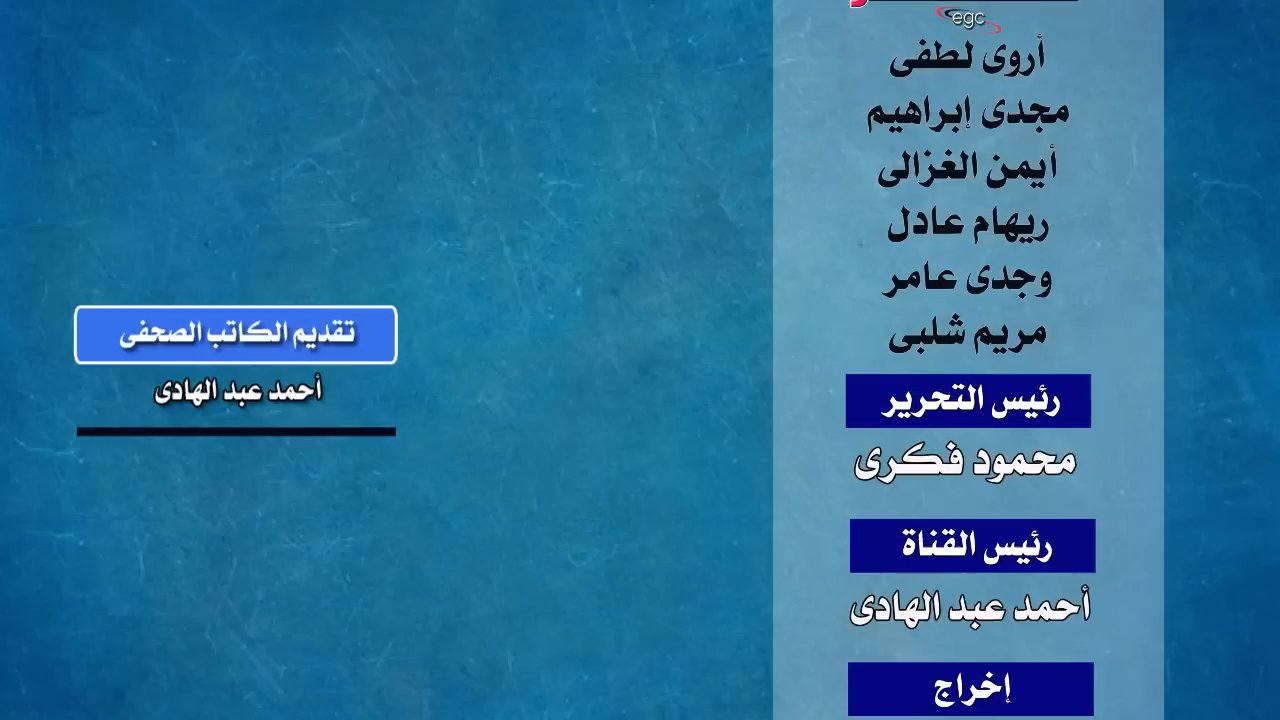 egc
أروى لطفى
مجدى إبراهيم
أيمن الغزالى
ريهام عادل
وجدى عامر
مريم شلبى
رئيس التحرير
محمود فكرى
رئيس القناة
أحمد عبد الهادى
إخراج
تقديم الكاتب الصحفى
أحمد عبد الهادى